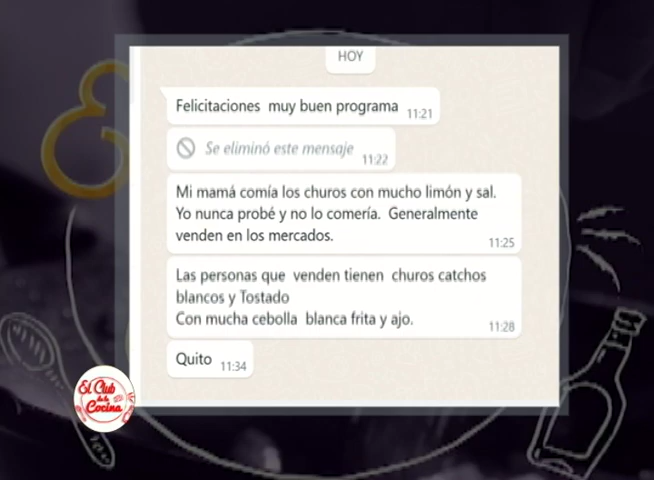 HOY
Felicitaciones muy buen programa 11:21
Se eliminó este mensaje 11:22
Mi mamá comía los churos con mucho limón y sal.
Yo nunca probé y no lo comería. Generalmente
venden en los mercados. 11:25
Las personas que venden tienen churos catchos
blancos y Tostado
Con mucha cebolla blanca frita y ajo. 11:28
Quito 11:34
El Club
de la
Cocina